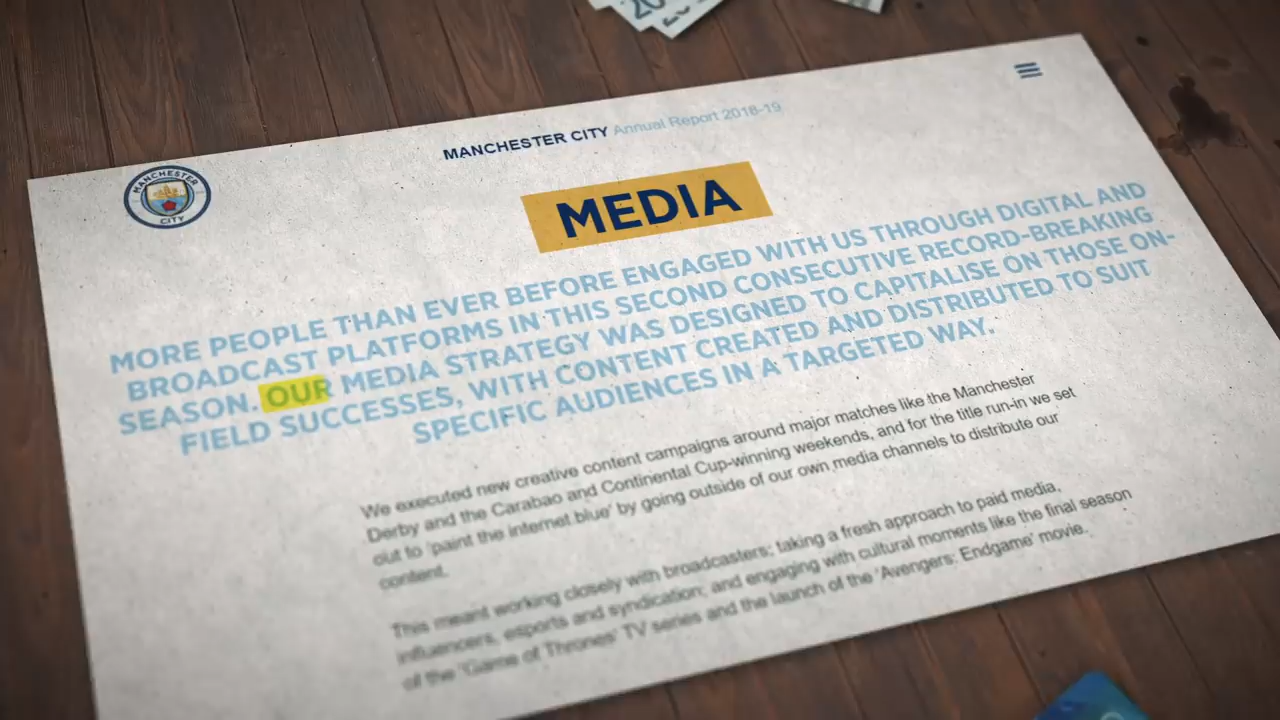 20
MANCHESTER CITY Annual Report 2018-19
MANCHESTER
CITY
MEDIA
MORE PEOPLE THAN EVER BEFORE ENGAGED WITH US THROUGH DIGITAL AND
BROADCAST PLATFORMS IN THIS SECOND CONSECUTIVE RECORD-BREAKING
SEASON. OUR MEDIA STRATEGY WAS DESIGNED TO CAPITALISE ON THOSE ON-
FIELD SUCCESSES, WITH CONTENT CREATED AND DISTRIBUTED TO SUIT
SPECIFIC AUDIENCES IN A TARGETED WAY.
We executed new creative content campaigns around major matches like the Manchester
Derby and the Carabao and Continental Cup-winning weekends, and for the title run-in we set
out to 'paint the internet blue' by going outside of our own media channels to distribute our
content.
This meant working closely with broadcasters; taking a fresh approach to paid media,
influencers, esports and syndication; and engaging with cultural moments like the final season
of the 'Game of Thrones' TV series and the launch of the 'Avengers: Endgame' movie.